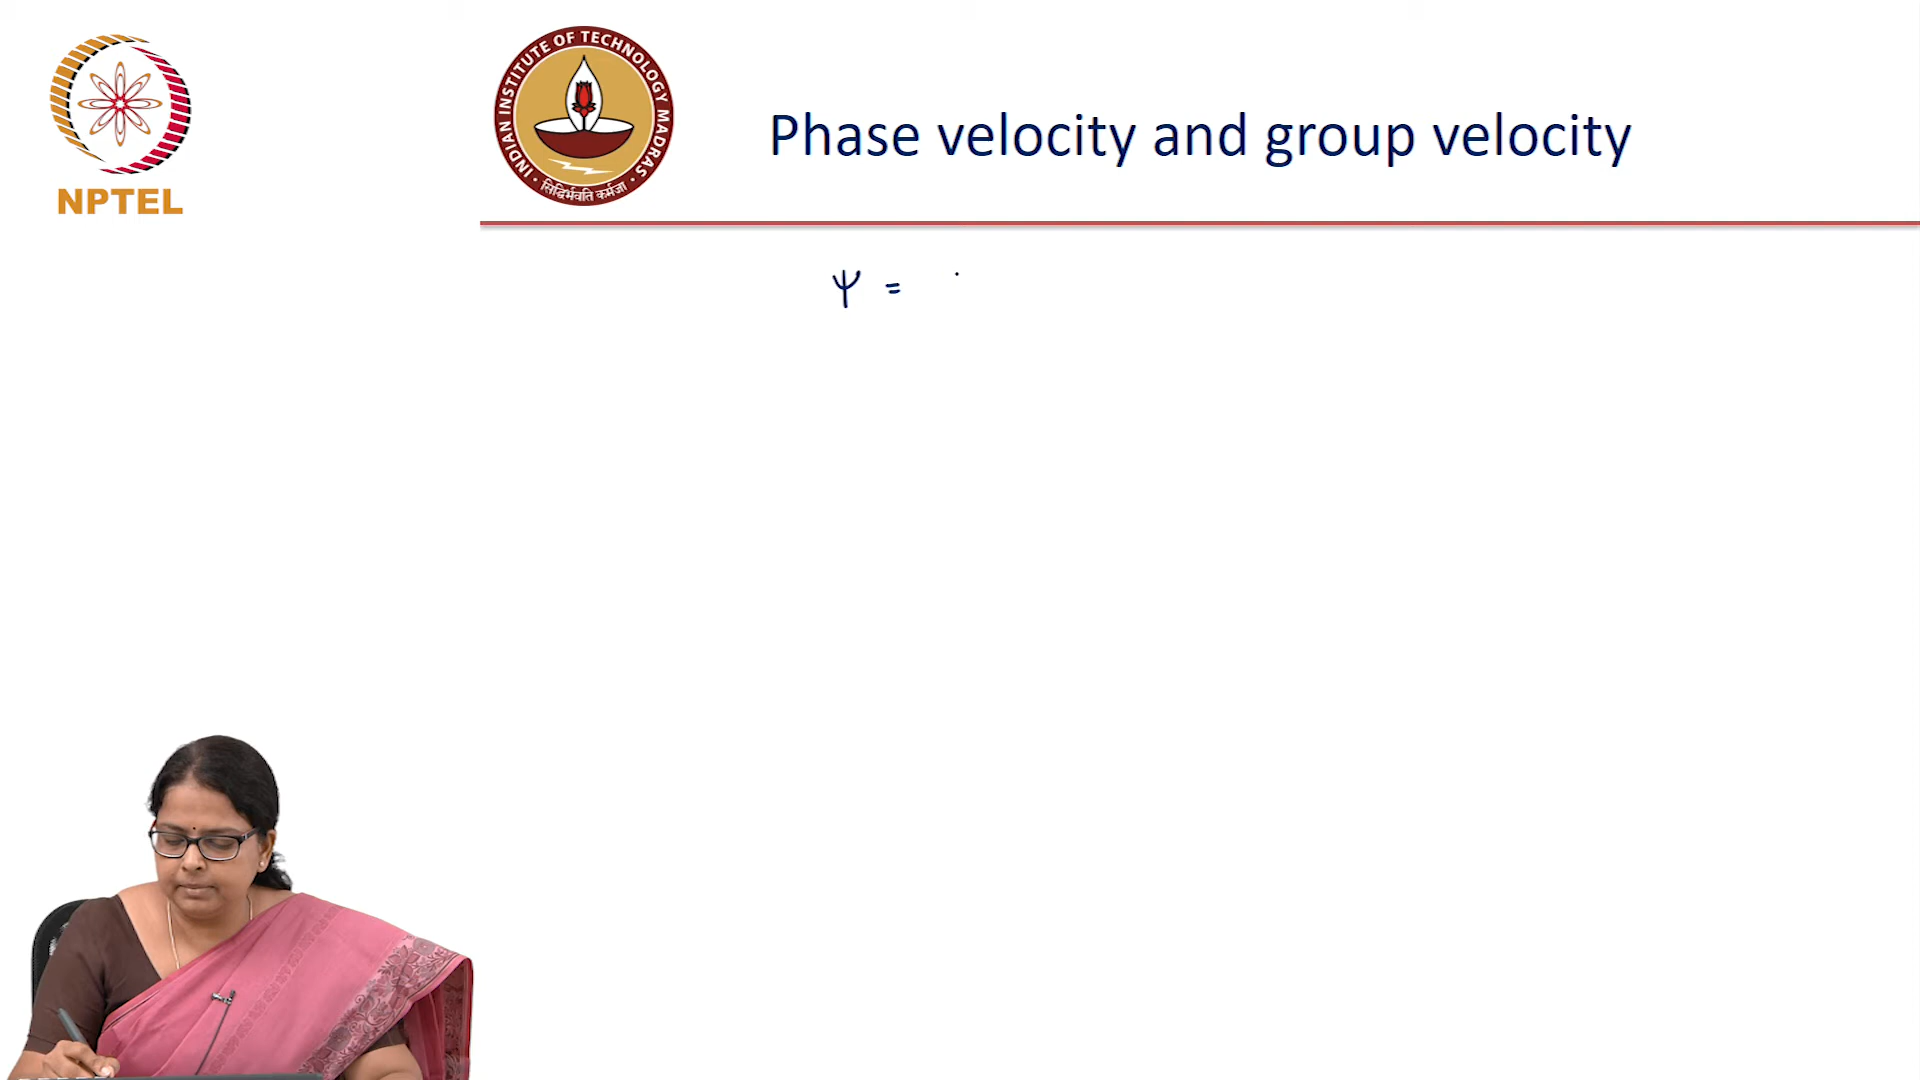 NPTEL
INDIAN INSTITUTE OF TECHNOLOGY MADRAS
सिद्धिर्भवति कर्मजा
Phase velocity and group velocity
Ψ =